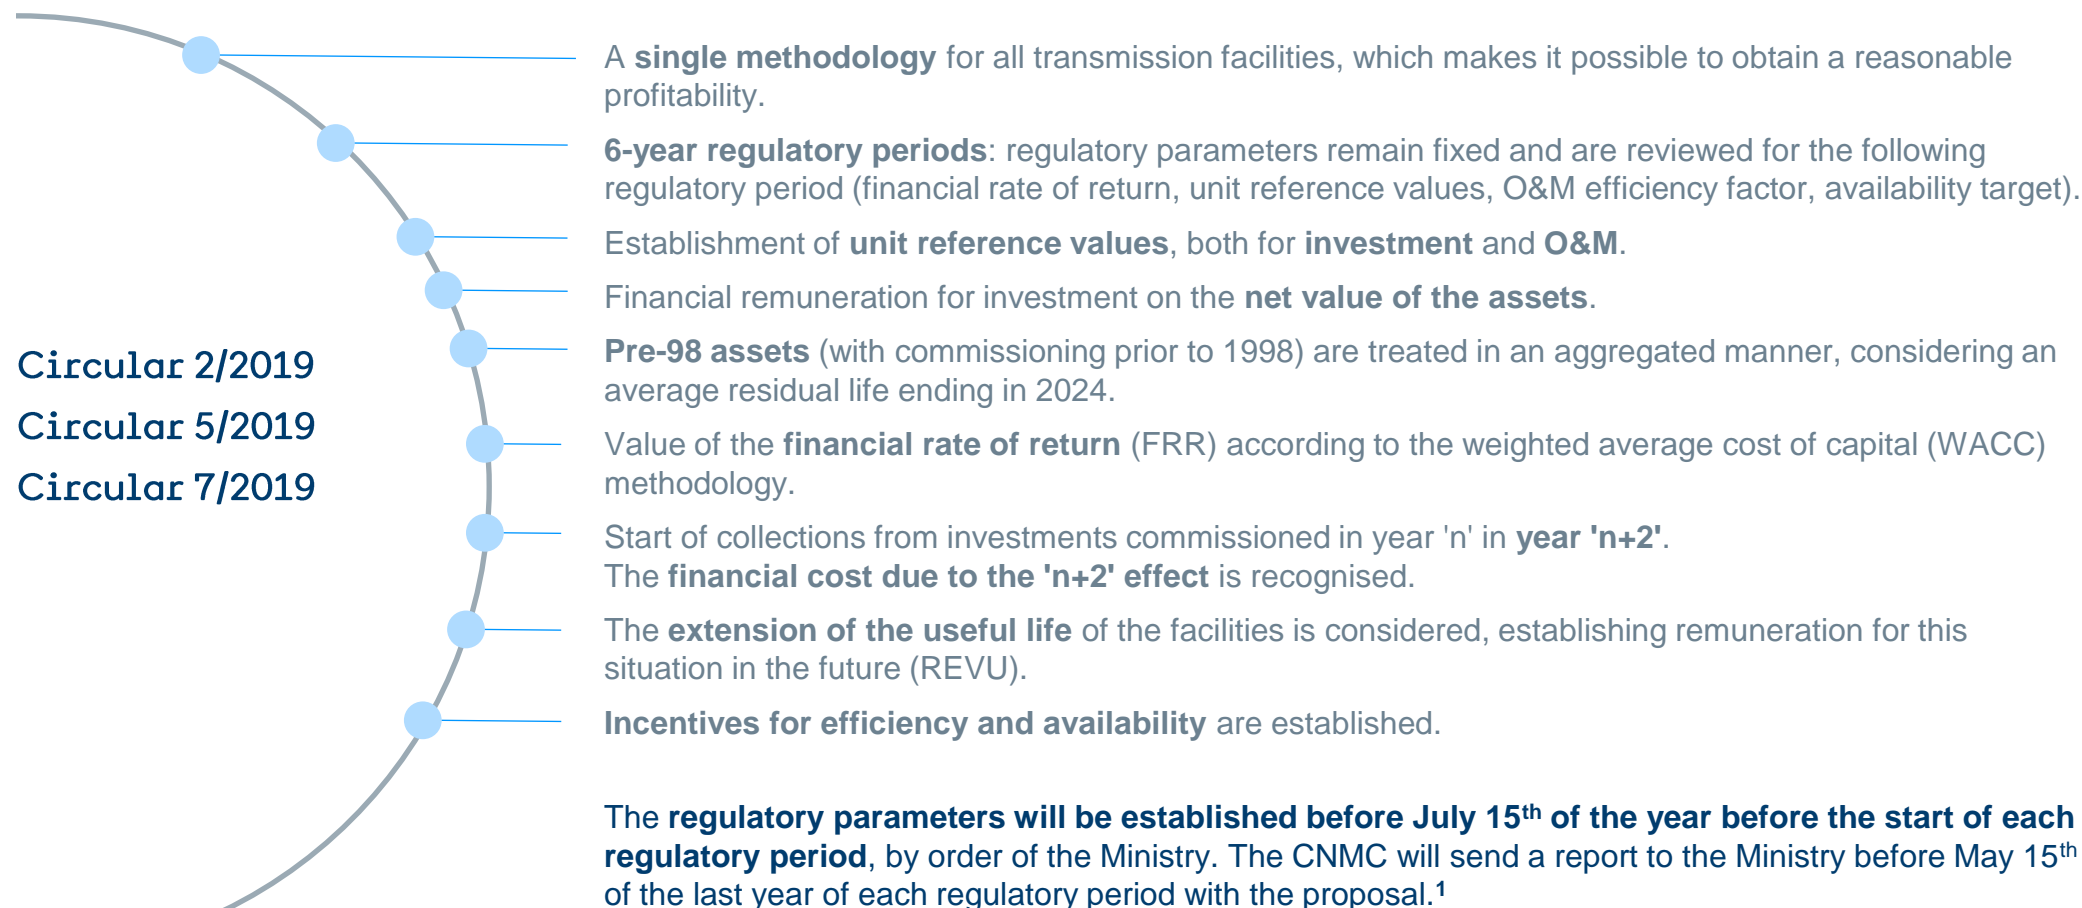 Circular 2/2019
Circular 5/2019
Circular 7/2019
A single methodology for all transmission facilities, which makes it possible to obtain a reasonable
profitability.
6-year regulatory periods: regulatory parameters remain fixed and are reviewed for the following
regulatory period (financial rate of return, unit reference values, O&M efficiency factor, availability target).
Establishment of unit reference values, both for investment and O&M.
Financial remuneration for investment on the net value of the assets.
Pre-98 assets (with commissioning prior to 1998) are treated in an aggregated manner, considering an
average residual life ending in 2024.
Value of the financial rate of return (FRR) according to the weighted average cost of capital (WACC)
methodology.
Start of collections from investments commissioned in year 'n' in year 'n+2'.
The financial cost due to the 'n+2' effect is recognised.
The extension of the useful life of the facilities is considered, establishing remuneration for this
situation in the future (REVU).
Incentives for efficiency and availability are established.
The regulatory parameters will be established before July 15th of the year before the start of each
regulatory period, by order of the Ministry. The CNMC will send a report to the Ministry before May 15th
of the last year of each regulatory period with the proposal.1